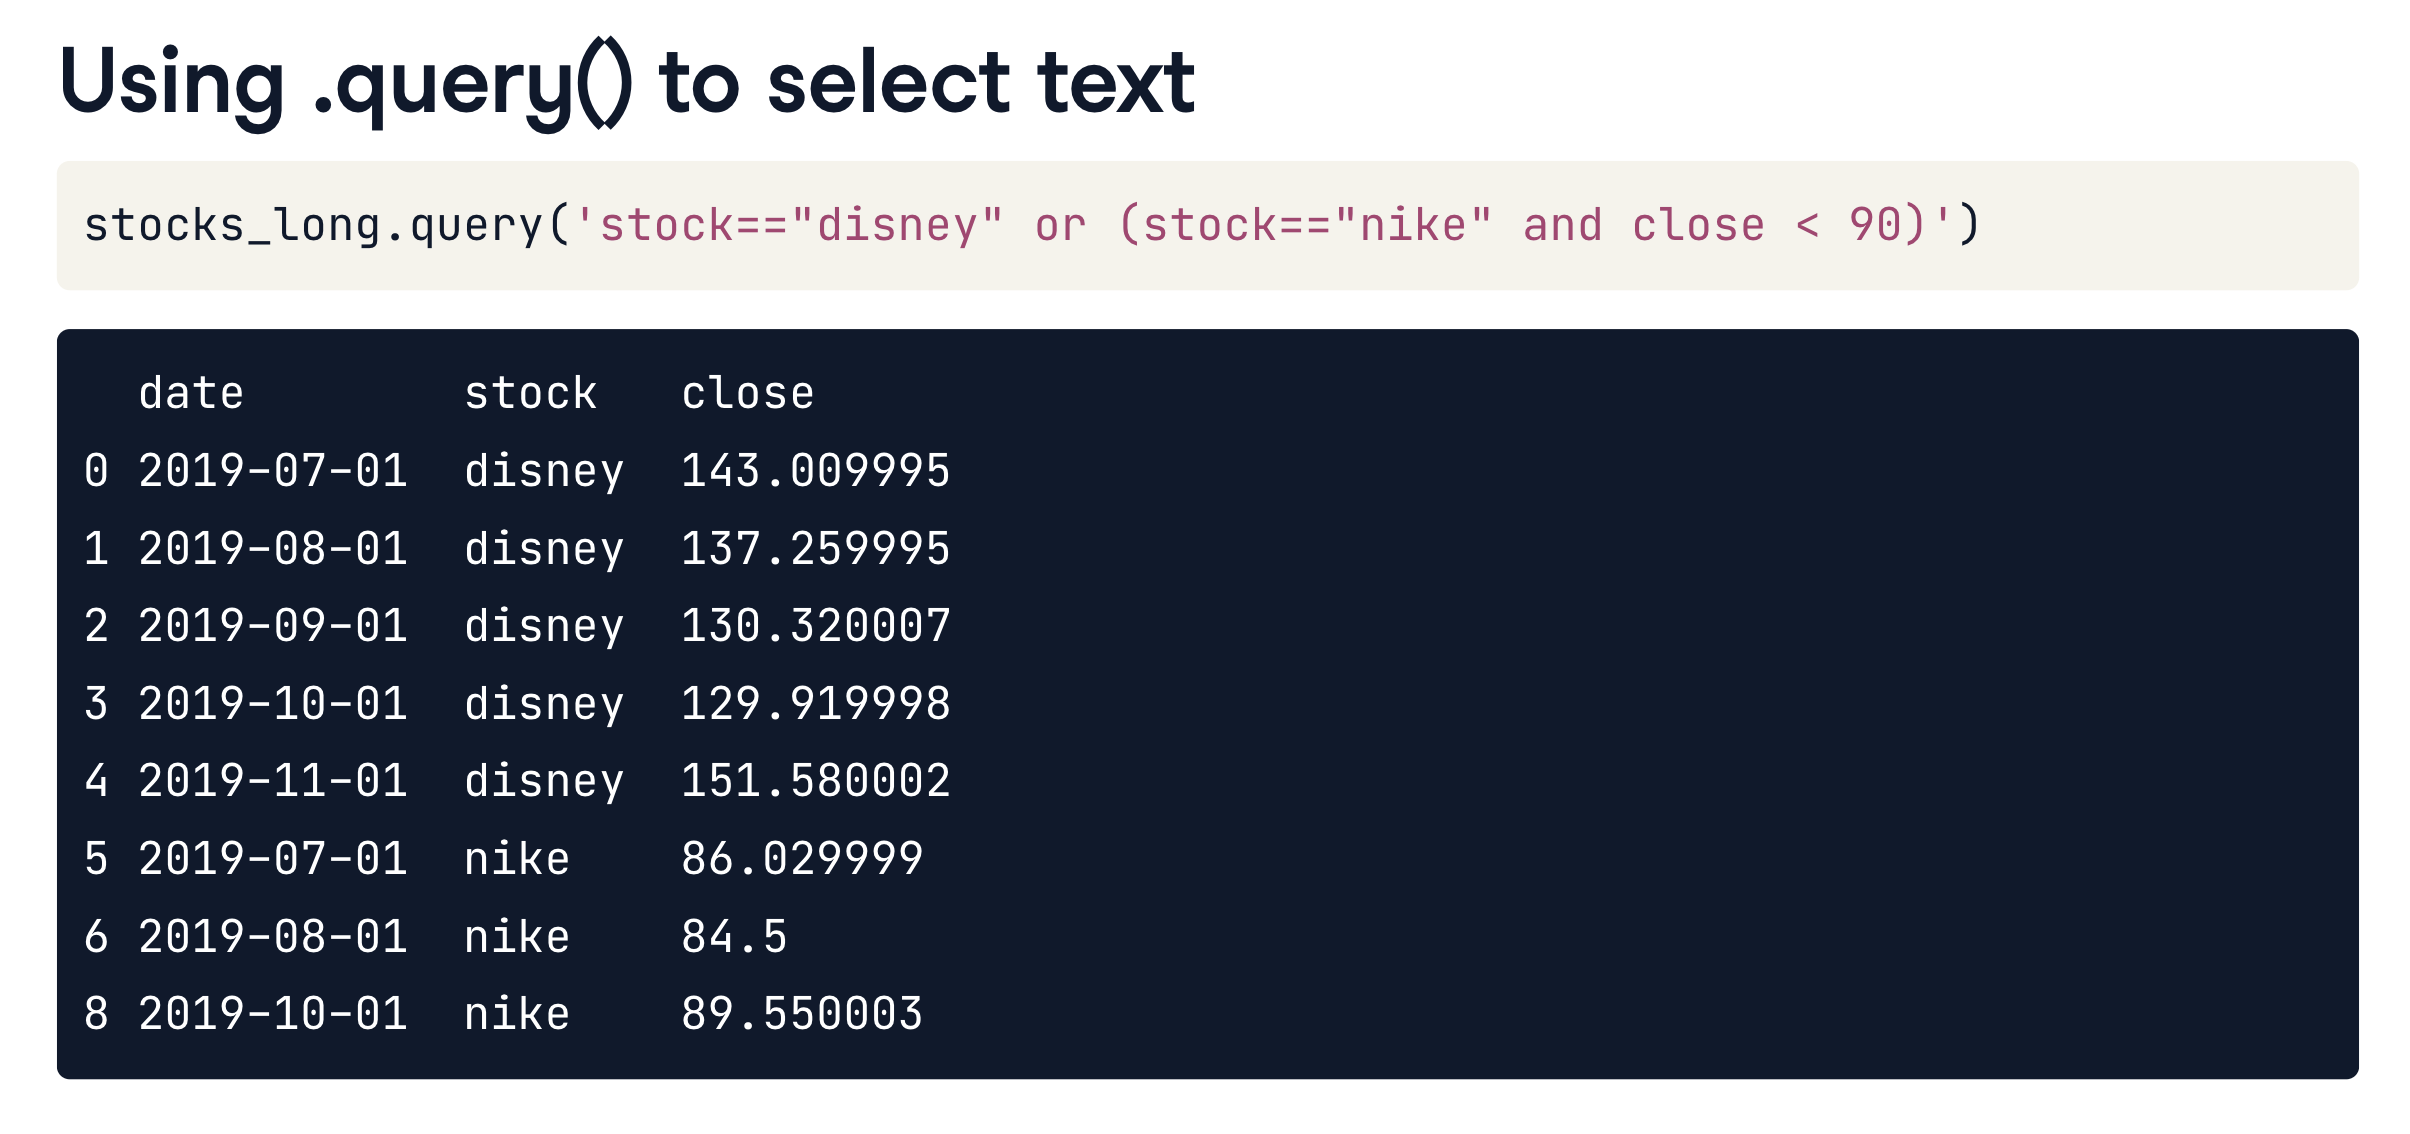 Using .query() to select text
stocks_long.query('stock=="disney" or (stock=="nike" and close < 90)')
date stock close
0 2019-07-01 disney 143.009995
1 2019-08-01 disney 137.259995
2 2019-09-01 disney 130.320007
3 2019-10-01 disney 129.919998
4 2019-11-01 disney 151.580002
5 2019-07-01 nike 86.029999
6 2019-08-01 nike 84.5
8 2019-10-01 nike 89.550003